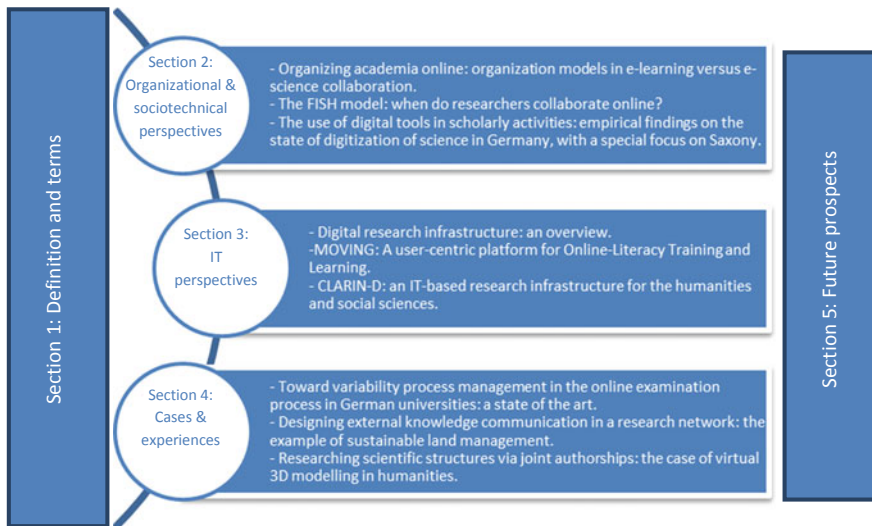 Section 1: Definition and terms
Section 2:
Organizational &
sociotechnical
perspectives
- Organizing academia online: organization models in e-learning versus e-
science collaboration.
- The FISH model: when do researchers collaborate online?
- The use of digital tools in scholarly activities: empirical findings on the
state of digitization of science in Germany, with a special focus on Saxony.
Section 3:
IT
perspectives
- Digital research infrastructure: an overview.
-MOVING: A user-centric platform for Online-Literacy Training and
Learning.
- CLARIN-D: an IT-based research infrastructure for the humanities
and social sciences.
Section 4:
Cases &
experiences
- Toward variability process management in the online examination
process in German universities: a state of the art.
- Designing external knowledge communication in a research network: the
example of sustainable land management.
- Researching scientific structures via joint authorships: the case of virtual
3D modelling in humanities.
Section 5: Future prospects